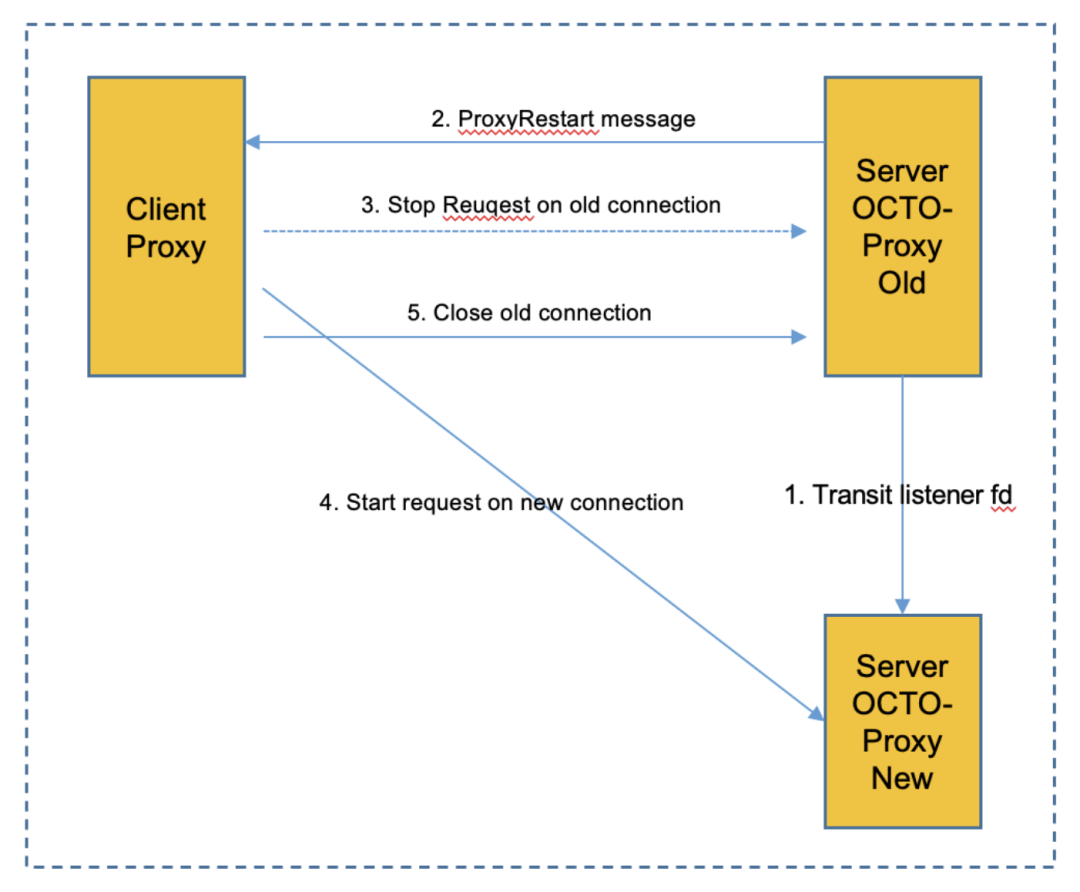 2. ProxyRestart message
Server
OCTO-
Proxy
Old
Client
Proxy
3. Stop Reuqest on old connection
5. Close old connection
4. Start request on new connection
1. Transit listener fd
Server
OCTO-
Proxy
New